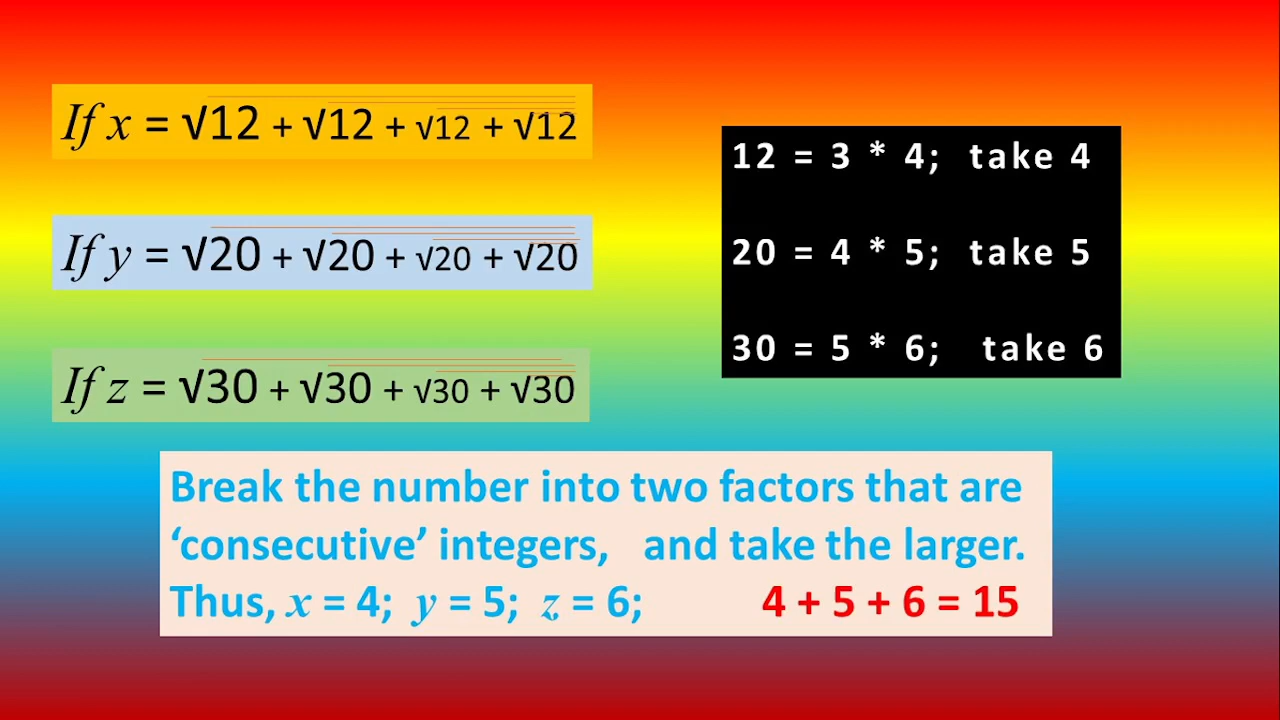 If x = √12 + √12 + √12 + √12
If y = √20 + √20 + √20 + √20
If z = √30 + √30 + √30 + √30
12 = 3 * 4; take 4
20 = 4 * 5; take 5
30 = 5 * 6; take 6
Break the number into two factors that are
‘consecutive’ integers, and take the larger.
Thus, x = 4; y = 5; z = 6; 4 + 5 + 6 = 15